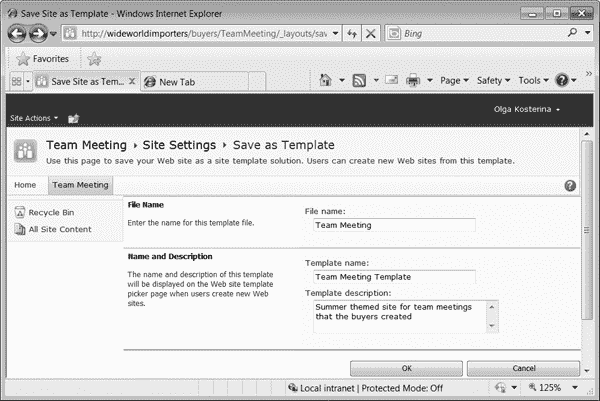 Save Site as Template - Windows Internet Explorer
http://wideworldimporters/buyers/TeamMeeting/_layouts/sav
Bing
Favorites
Save Site as Tem...
New Tab
Page
Safety
Tools
Olga Kosterina
Site Actions
Team Meeting Site Settings Save as Template
Use this page to save your Web site as a site template solution. Users can create new Web sites from this template.
Home
Team Meeting
Recycle Bin
All Site Content
File Name
Enter the name for this template file.
File name:
Team Meeting
Name and Description
The name and description of this template
will be displayed on the Web site template
picker page when users create new Web
sites.
Template name:
Team Meeting Template
Template description:
Summer themed site for team meetings
that the buyers created
OK
Cancel
Local intranet | Protected Mode: Off
125%